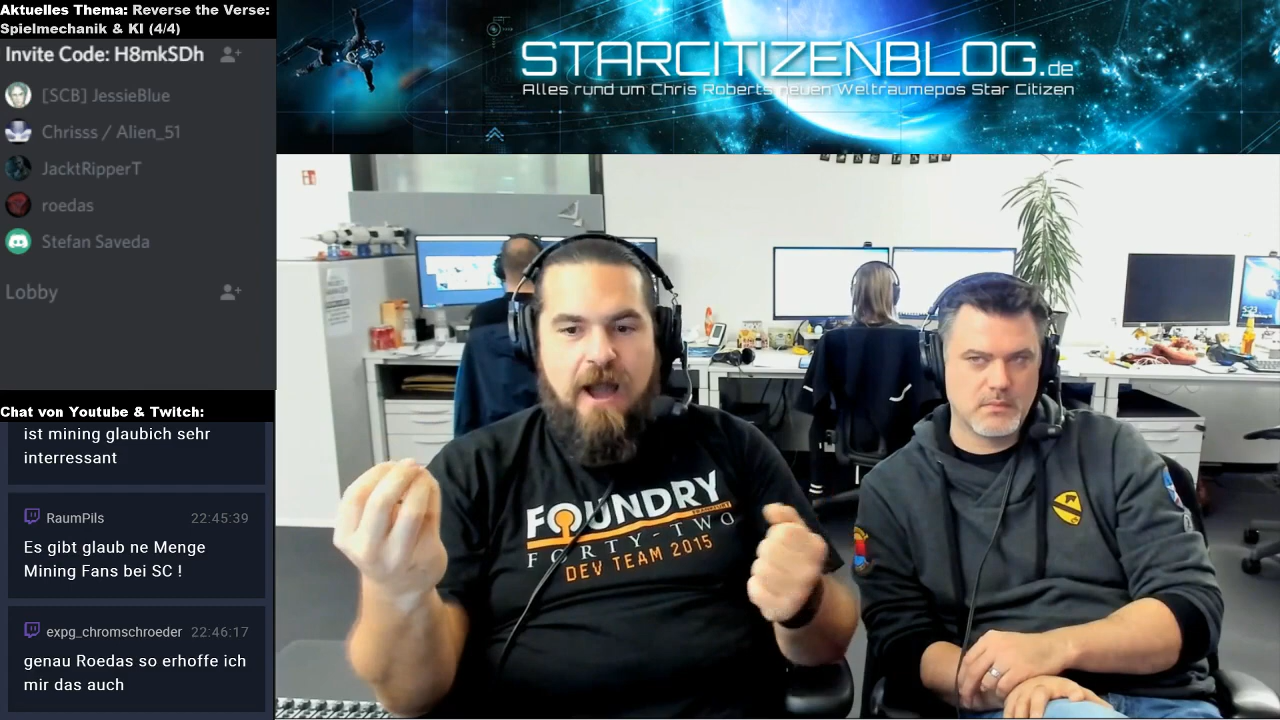 Aktuelles Thema: Reverse the Verse:
Spielmechanik & KI (4/4)
Invite Code: H8mkSDh
[SCB] JessieBlue
Chrisss / Alien_51
JacktRipperT
roedas
Stefan Saveda
Lobby
Chat von Youtube & Twitch:
ist mining glaubich sehr
interressant
RaumPils 22:45:39
Es gibt glaub ne Menge
Mining Fans bei SC !
expg_chromschroeder 22:46:17
genau Roedas so erhoffe ich
mir das auch
STARCITIZENBLOG.de
Alles rund um Chris Roberts neuen Weltraumepos Star Citizen
FOUNDRY
FRANKFURT
FORTY-TWO
DEV TEAM 2015